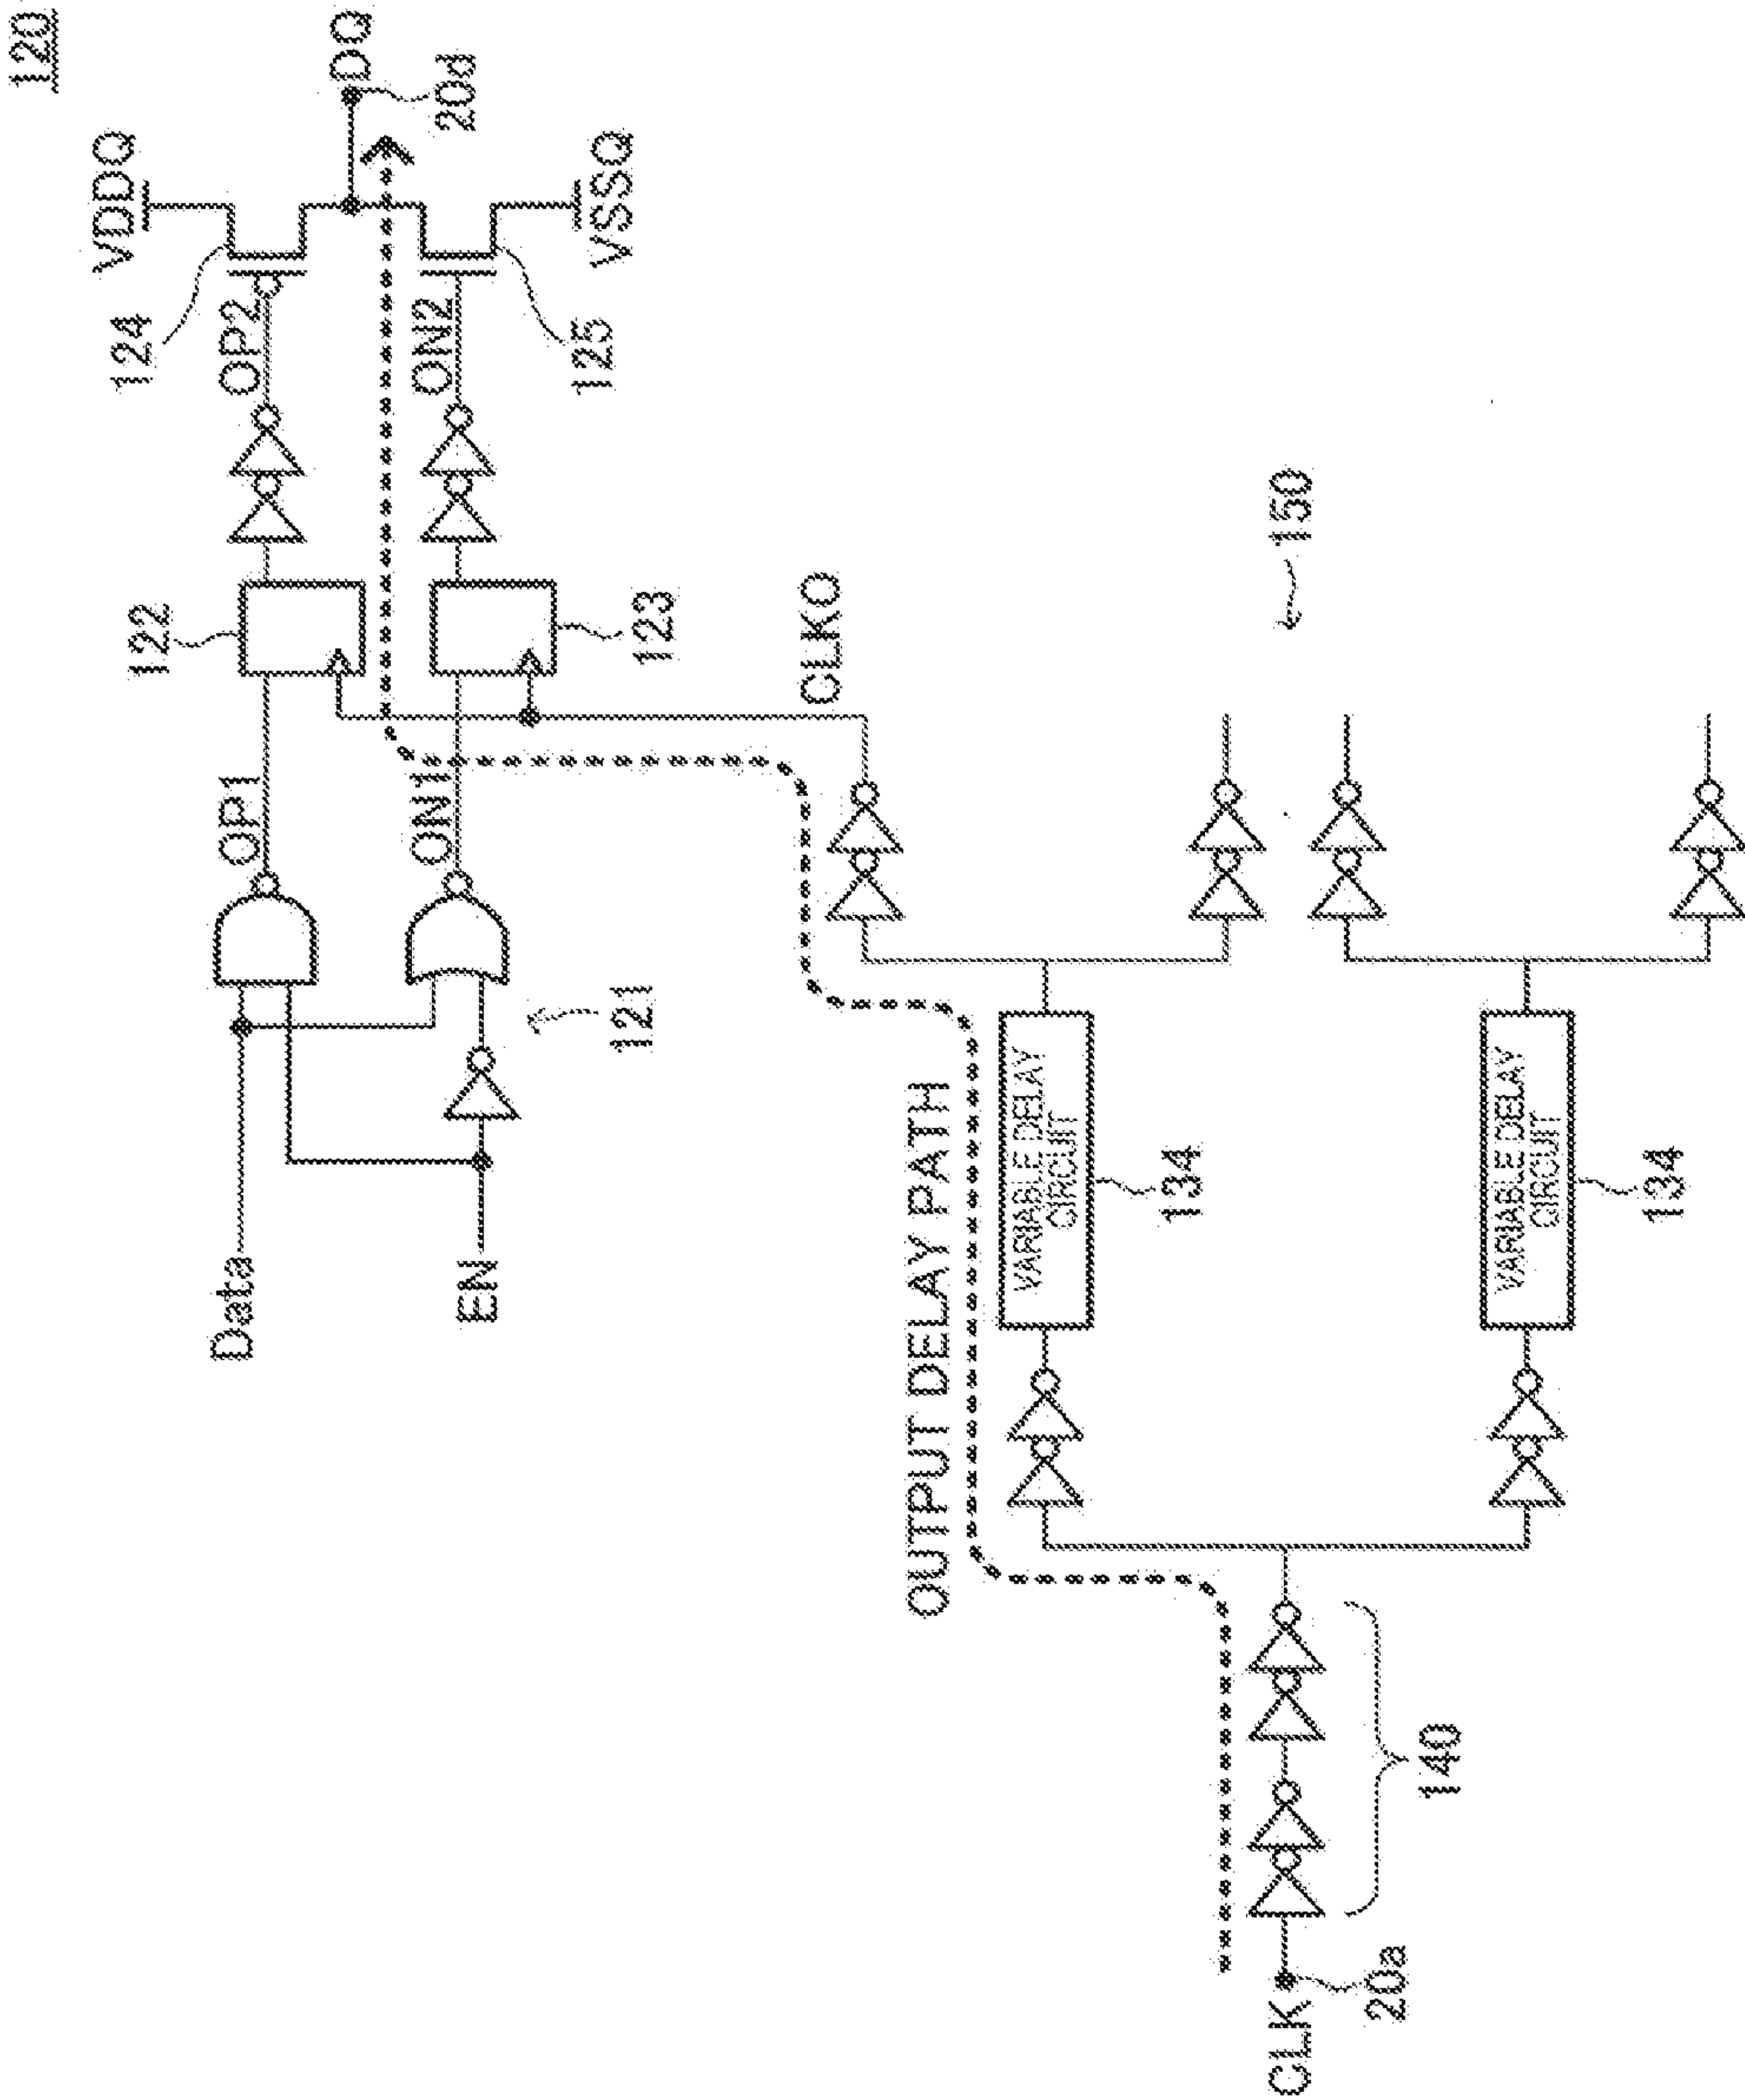 120
VDDQ
124
OP2
DQ
20d
122
OP1
Data
ON1
ON2
125
VSSQ
123
EN
121
CLKO
OUTPUT DELAY PATH
VARIABLE DELAY
CIRCUIT
134
150
CLK
20a
140
VARIABLE DELAY
CIRCUIT
134